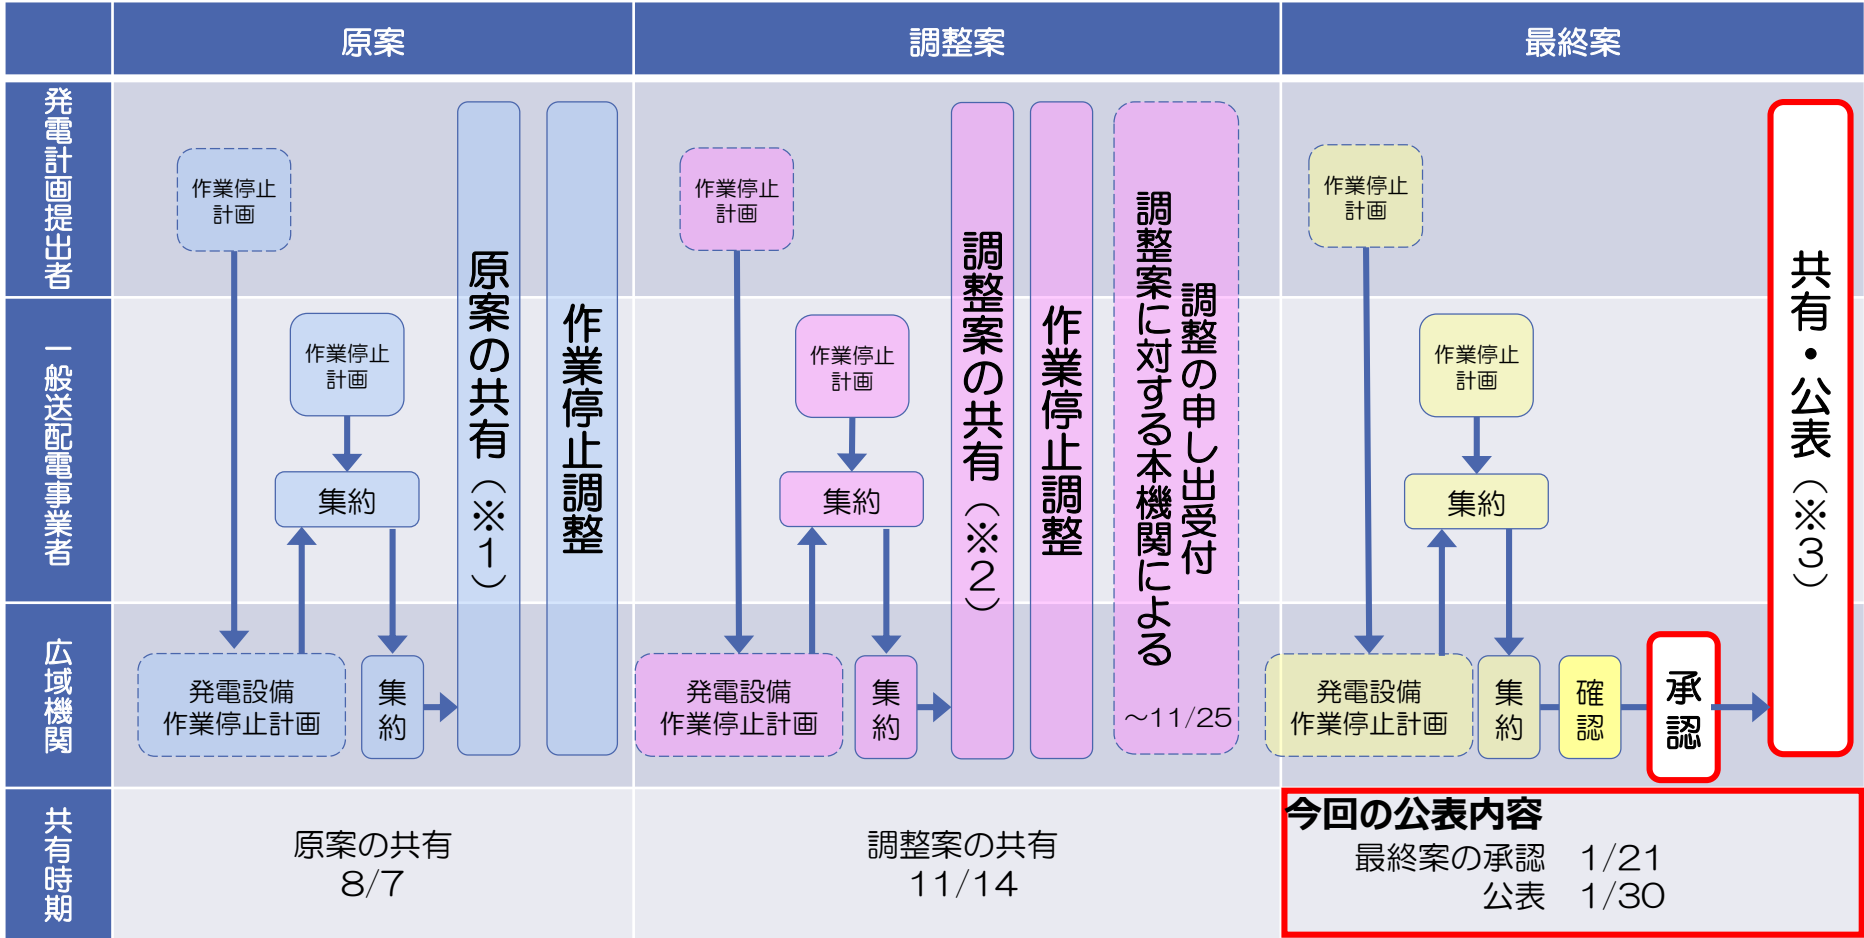 原案
調整案
最終案
発電計画提出者
作業停止
計画
作業停止
計画
作業停止
計画
一般送配電事業者
作業停止
計画
集約
作業停止
計画
集約
作業停止
計画
集約
広域機関
発電設備
作業停止計画
集約
原案の共有（※１）
作業停止調整
発電設備
作業停止計画
集約
調整案の共有（※２）
作業停止調整
調整案に対する本機関による
調整の申し出受付
～11/25
発電設備
作業停止計画
集約
確認
承認
共有・公表（※３）
共有時期
原案の共有
8/7
調整案の共有
11/14
今回の公表内容
最終案の承認　1/21
公表　1/30